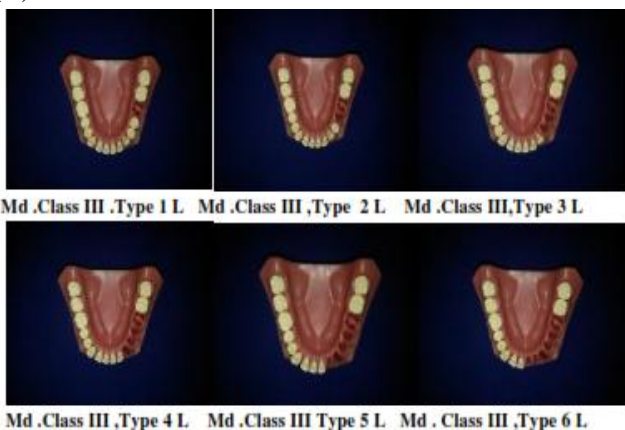 Md .Class III .Type 1 L Md .Class III ,Type 2 L Md .Class III,Type 3 L
Md .Class III ,Type 4 L Md .Class III Type 5 L Md . Class III ,Type 6 L